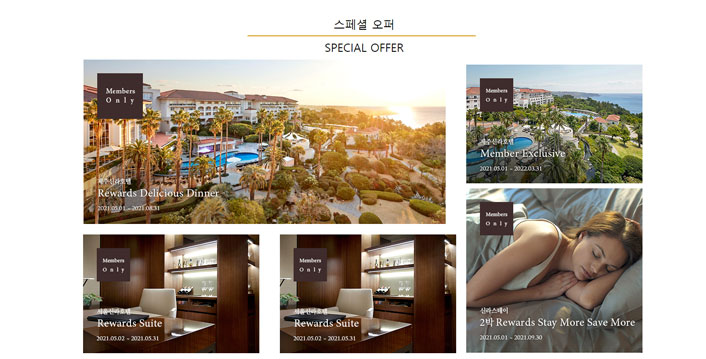 스페셜 오퍼
SPECIAL OFFER
Members
Only
제주신라호텔
Rewards Delicious Dinner
2021.05.01 ~ 2021.08.31
Members
Only
제주신라호텔
Member Exclusive
2021.05.01 ~ 2022.03.31
Members
Only
서울신라호텔
Rewards Suite
2021.05.02 ~ 2021.05.31
Members
Only
서울신라호텔
Rewards Suite
2021.05.02 ~ 2021.05.31
Members
Only
신라스테이
2박 Rewards Stay More Save More
2021.05.01 ~ 2021.09.30